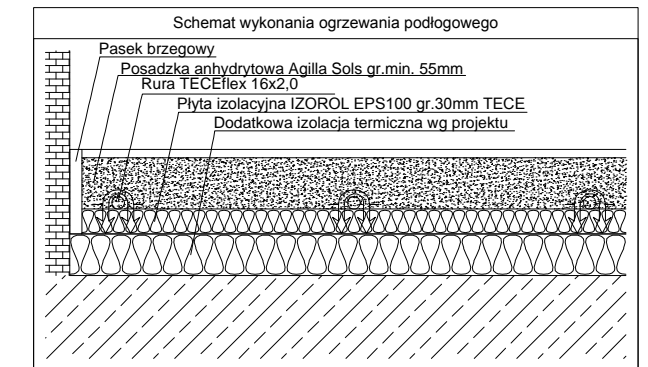 Schemat wykonania ogrzewania podłogowego
Pasek brzegowy
Posadzka anhydrytowa Agilla Sols gr.min. 55mm
Rura TECEflex 16x2,0
Płyta izolacyjna IZOROL EPS100 gr.30mm TECE
Dodatkowa izolacja termiczna wg projektu